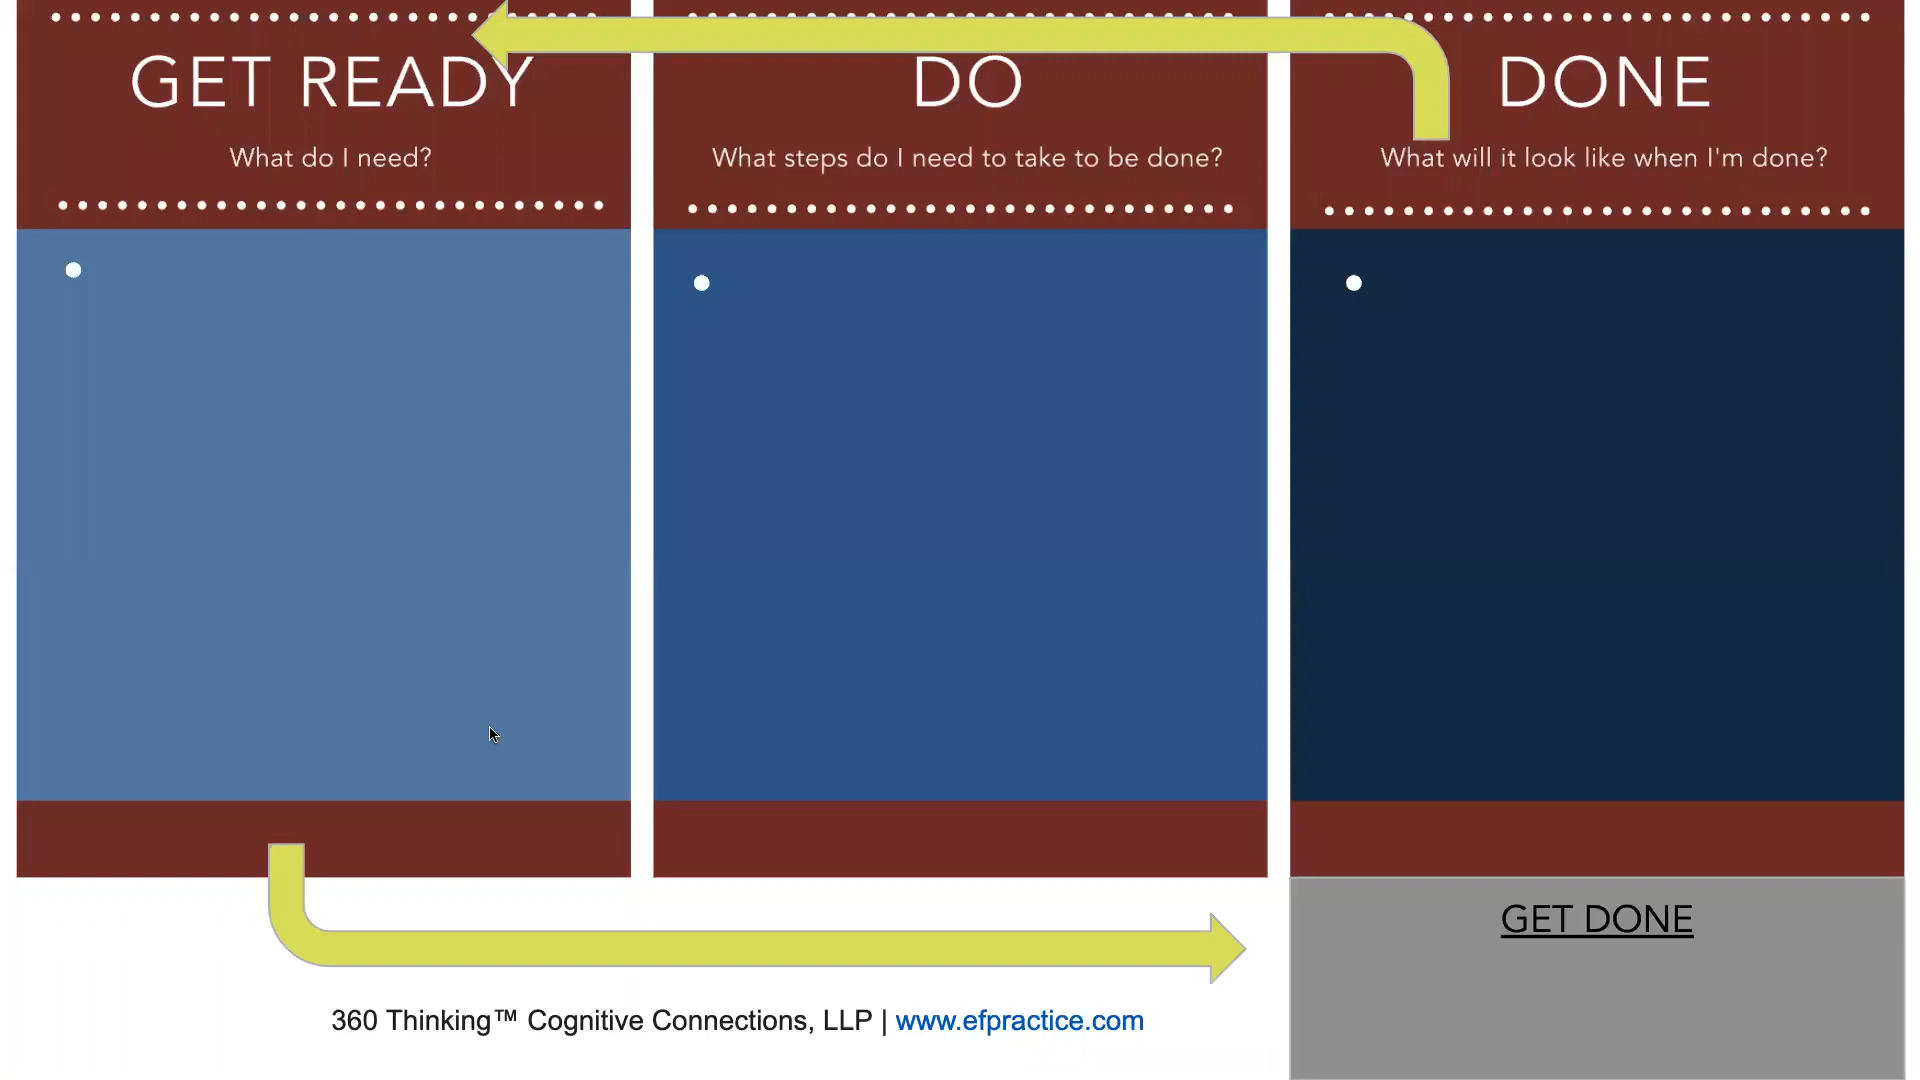 GET READY
What do I need?
DO
What steps do I need to take to be done?
DONE
What will it look like when I'm done?
GET DONE
360 Thinking™ Cognitive Connections, LLP | www.efpractice.com